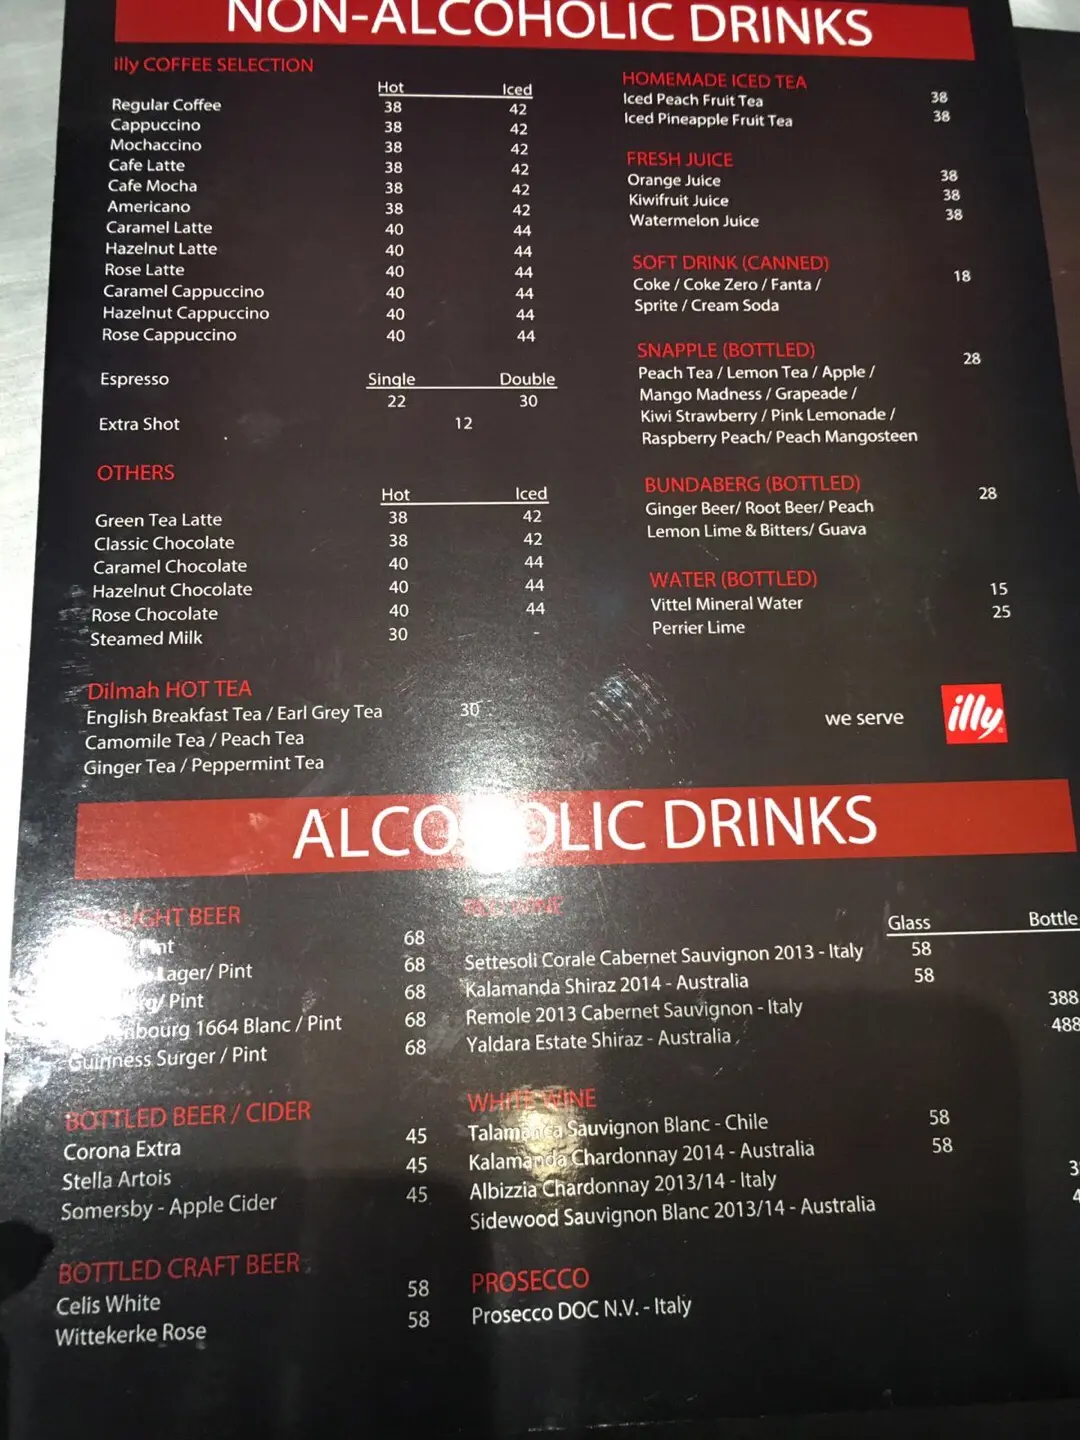 NON-ALCOHOLIC DRINKS
illy COFFEE SELECTION
Hot Iced
Regular Coffee 38 42
Cappuccino 38 42
Mochaccino 38 42
Cafe Latte 38 42
Cafe Mocha 38 42
Americano 38 42
Caramel Latte 40 44
Hazelnut Latte 40 44
Rose Latte 40 44
Caramel Cappuccino 40 44
Hazelnut Cappuccino 40 44
Rose Cappuccino 40 44
Espresso Single Double
22 30
Extra Shot 12
OTHERS
Hot Iced
Green Tea Latte 38 42
Classic Chocolate 38 42
Caramel Chocolate 40 44
Hazelnut Chocolate 40 44
Rose Chocolate 40 44
Steamed Milk 30 -
Dilmah HOT TEA
English Breakfast Tea / Earl Grey Tea 30
Camomile Tea / Peach Tea
Ginger Tea / Peppermint Tea
HOMEMADE ICED TEA
Iced Peach Fruit Tea 38
Iced Pineapple Fruit Tea 38
FRESH JUICE
Orange Juice 38
Kiwifruit Juice 38
Watermelon Juice 38
SOFT DRINK (CANNED)
Coke / Coke Zero / Fanta / 18
Sprite / Cream Soda
SNAPPLE (BOTTLED) 28
Peach Tea / Lemon Tea / Apple /
Mango Madness / Grapeade /
Kiwi Strawberry / Pink Lemonade /
Raspberry Peach/ Peach Mangosteen
BUNDABERG (BOTTLED) 28
Ginger Beer/ Root Beer/ Peach
Lemon Lime & Bitters/ Guava
WATER (BOTTLED)
Vittel Mineral Water 15
Perrier Lime 25
we serve illy
ALCOHOLIC DRINKS
BEER
Pint 68
Lager/ Pint 68
/ Pint 68
1664 Blanc / Pint 68
Guinness Surger / Pint 68
BOTTLED BEER / CIDER
Corona Extra 45
Stella Artois 45
Somersby - Apple Cider 45
BOTTLED CRAFT BEER
Celis White 58
Wittekerke Rose 58
RED WINE
Glass Bottle
Settesoli Corale Cabernet Sauvignon 2013 - Italy 58
Kalamanda Shiraz 2014 - Australia 58
Remole 2013 Cabernet Sauvignon - Italy 388
Yaldara Estate Shiraz - Australia 488
WHITE WINE
Talamanca Sauvignon Blanc - Chile 58
Kalamanda Chardonnay 2014 - Australia 58
Albizzia Chardonnay 2013/14 - Italy
Sidewood Sauvignon Blanc 2013/14 - Australia
PROSECCO
Prosecco DOC N.V. - Italy